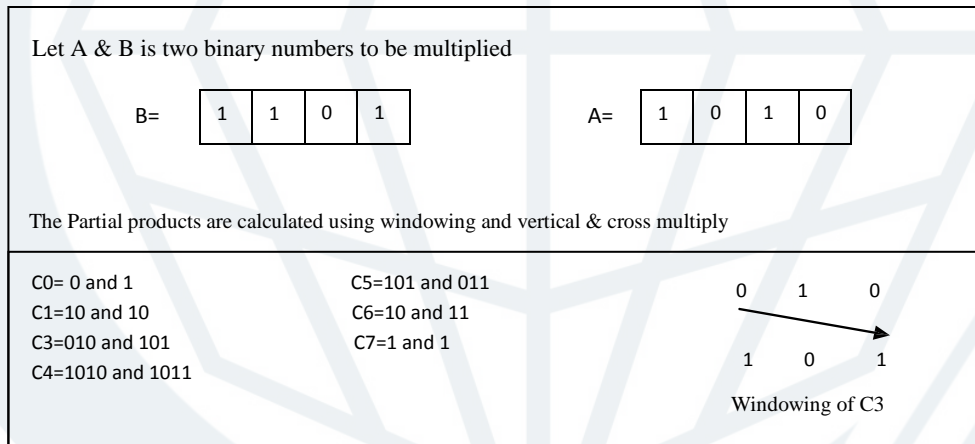 Let A & B is two binary numbers to be multiplied
B= 1 1 0 1 A= 1 0 1 0
The Partial products are calculated using windowing and vertical & cross multiply
C0= 0 and 1
C1=10 and 10
C3=010 and 101
C4=1010 and 1011
C5=101 and 011
C6=10 and 11
C7=1 and 1
0 1 0
1 0 1
Windowing of C3